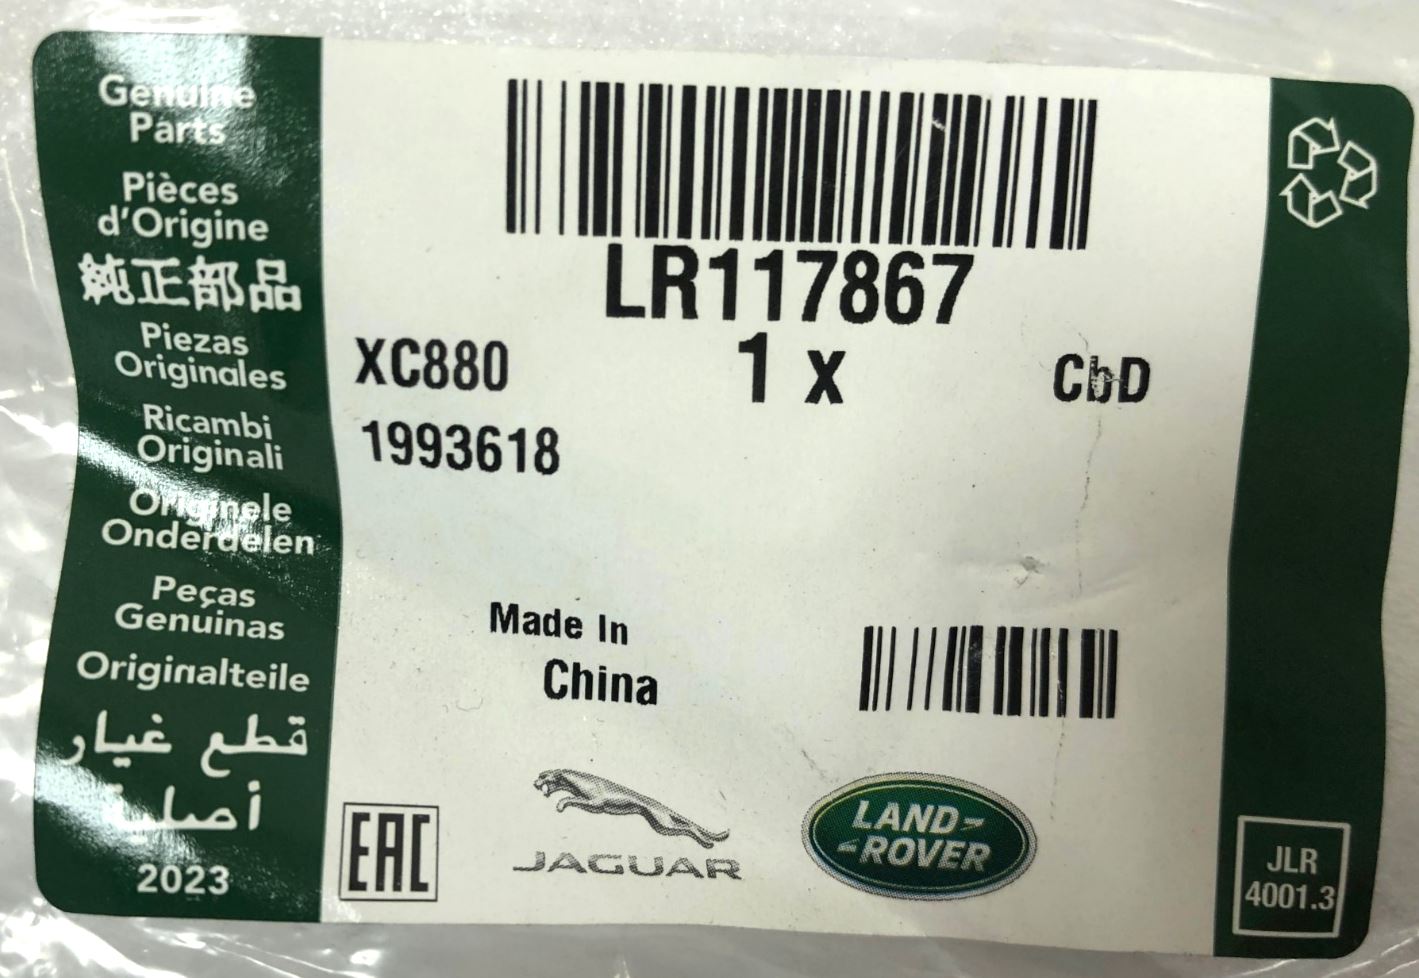 Genuine
Parts
Pièces
d'Origine
純正部品
Piezas
Originales
Ricambi
Originali
Originele
Onderdelen
Peças
Genuinas
Originalteile
قطع غيار
أصلية
2023
LR117867
XC880
1 x
CbD
1993618
Made In
China
EAC
JAGUAR
LAND-
-ROVER
JLR
4001.3